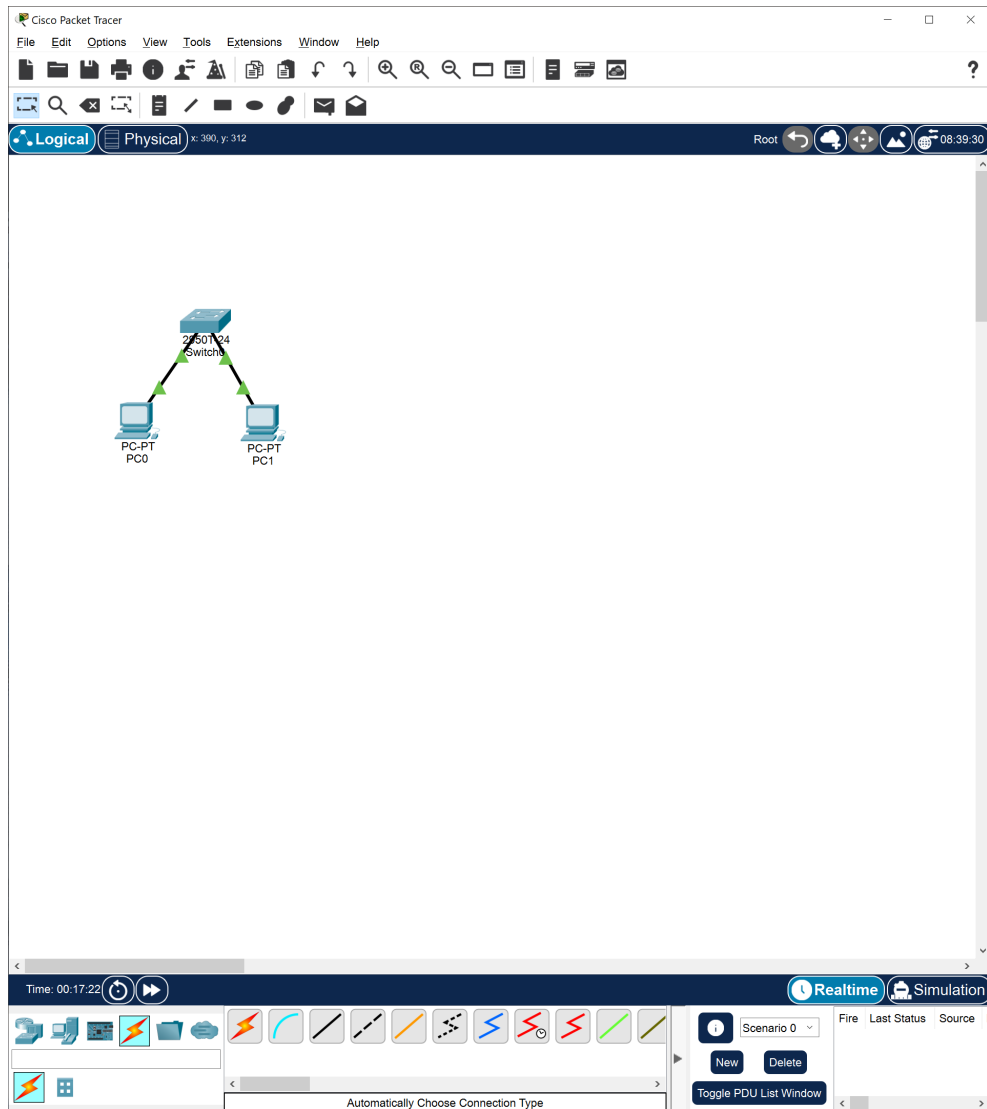 Cisco Packet Tracer
File Edit Options View Tools Extensions Window Help
R
?
Logical Physical x: 390, y: 312 Root 08:39:30
2950T-24
Switch0
PC-PT
PC0
PC-PT
PC1
Time: 00:17:22 Realtime Simulation
Scenario 0
Fire Last Status Source
New Delete
Toggle PDU List Window
Automatically Choose Connection Type